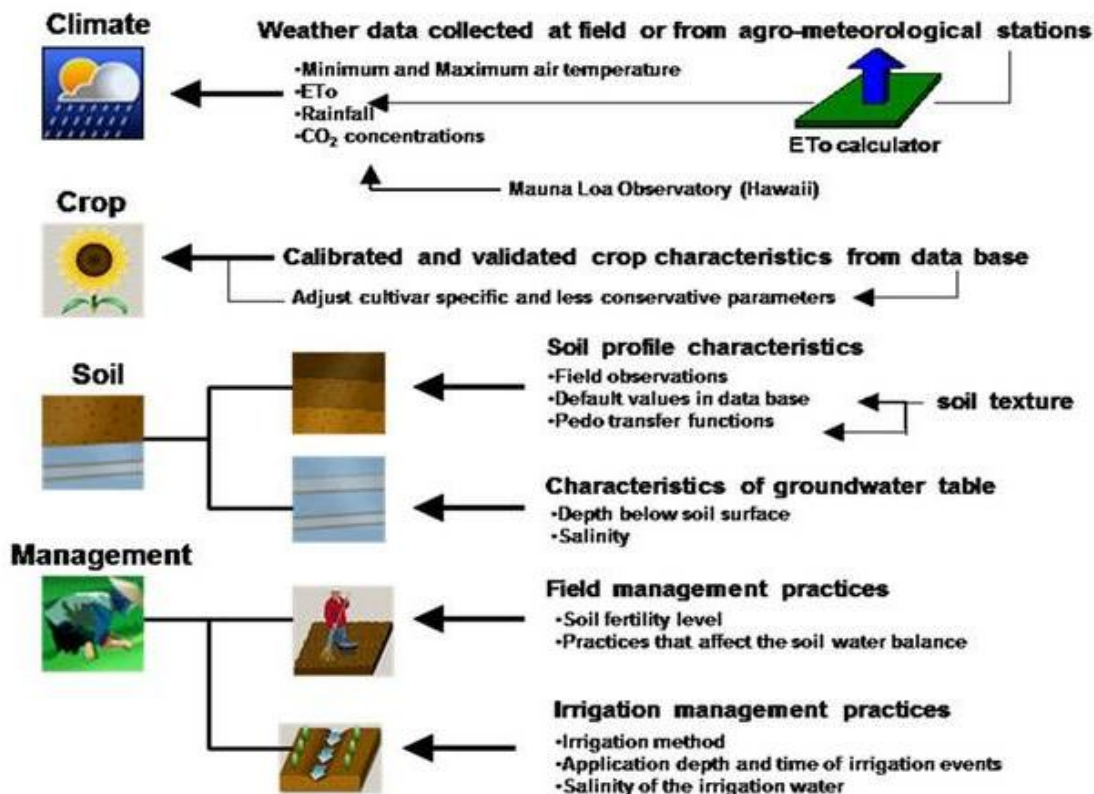 Climate
Weather data collected at field or from agro-meteorological stations
•Minimum and Maximum air temperature
•ETo
•Rainfall
•CO₂ concentrations
ETo calculator
Mauna Loa Observatory (Hawaii)
Crop
Calibrated and validated crop characteristics from data base
Adjust cultivar specific and less conservative parameters
Soil
Soil profile characteristics
•Field observations
•Default values in data base
•Pedo transfer functions
soil texture
Characteristics of groundwater table
•Depth below soil surface
•Salinity
Management
Field management practices
•Soil fertility level
•Practices that affect the soil water balance
Irrigation management practices
•Irrigation method
•Application depth and time of irrigation events
•Salinity of the irrigation water